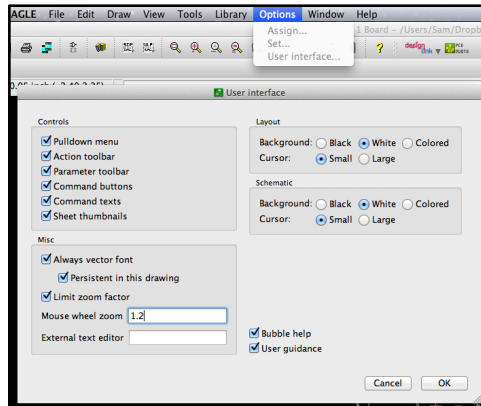 AGLE File Edit Draw View Tools Library Options Window Help
Assign...
Set...
User interface...
1 Board - /Users/Sam/Dropb
design link
PCB
User interface
Controls
Pulldown menu
Action toolbar
Parameter toolbar
Command buttons
Command texts
Sheet thumbnails
Misc
Always vector font
Persistent in this drawing
Limit zoom factor
Mouse wheel zoom 1.2
External text editor
Layout
Background: Black White Colored
Cursor: Small Large
Schematic
Background: Black White Colored
Cursor: Small Large
Bubble help
User guidance
Cancel OK